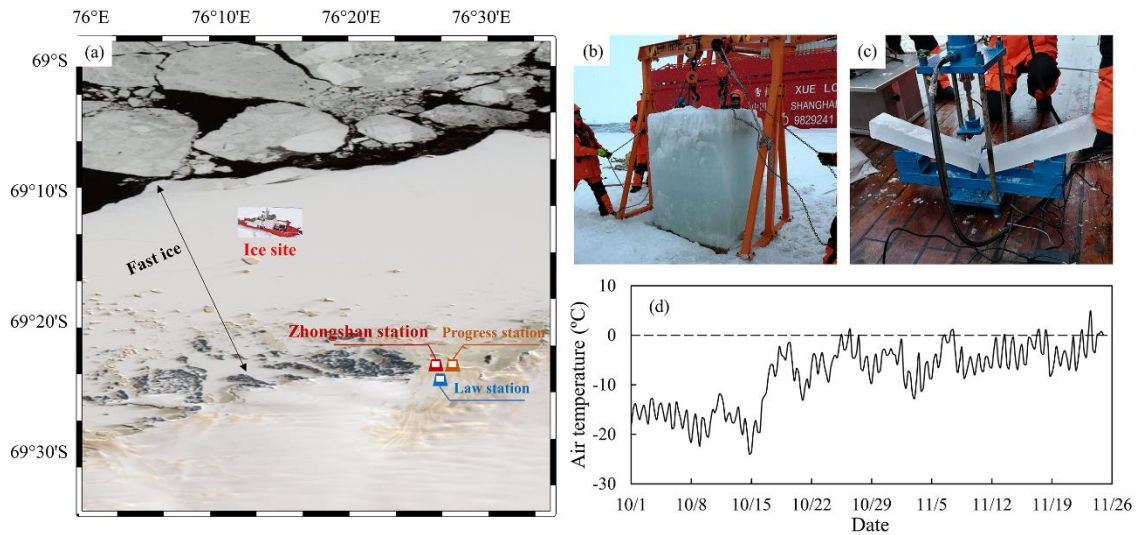 76°E
76°10'E
76°20'E
76°30'E
(a)
69°S
69°10'S
69°20'S
69°30'S
Fast ice
Ice site
Zhongshan station
Progress station
Law station
(b)
XUE LO
SHANGHAI
9829241
(c)
(d)
Air temperature (°C)
10
0
-10
-20
-30
10/1
10/8
10/15
10/22
10/29
11/5
11/12
11/19
11/26
Date